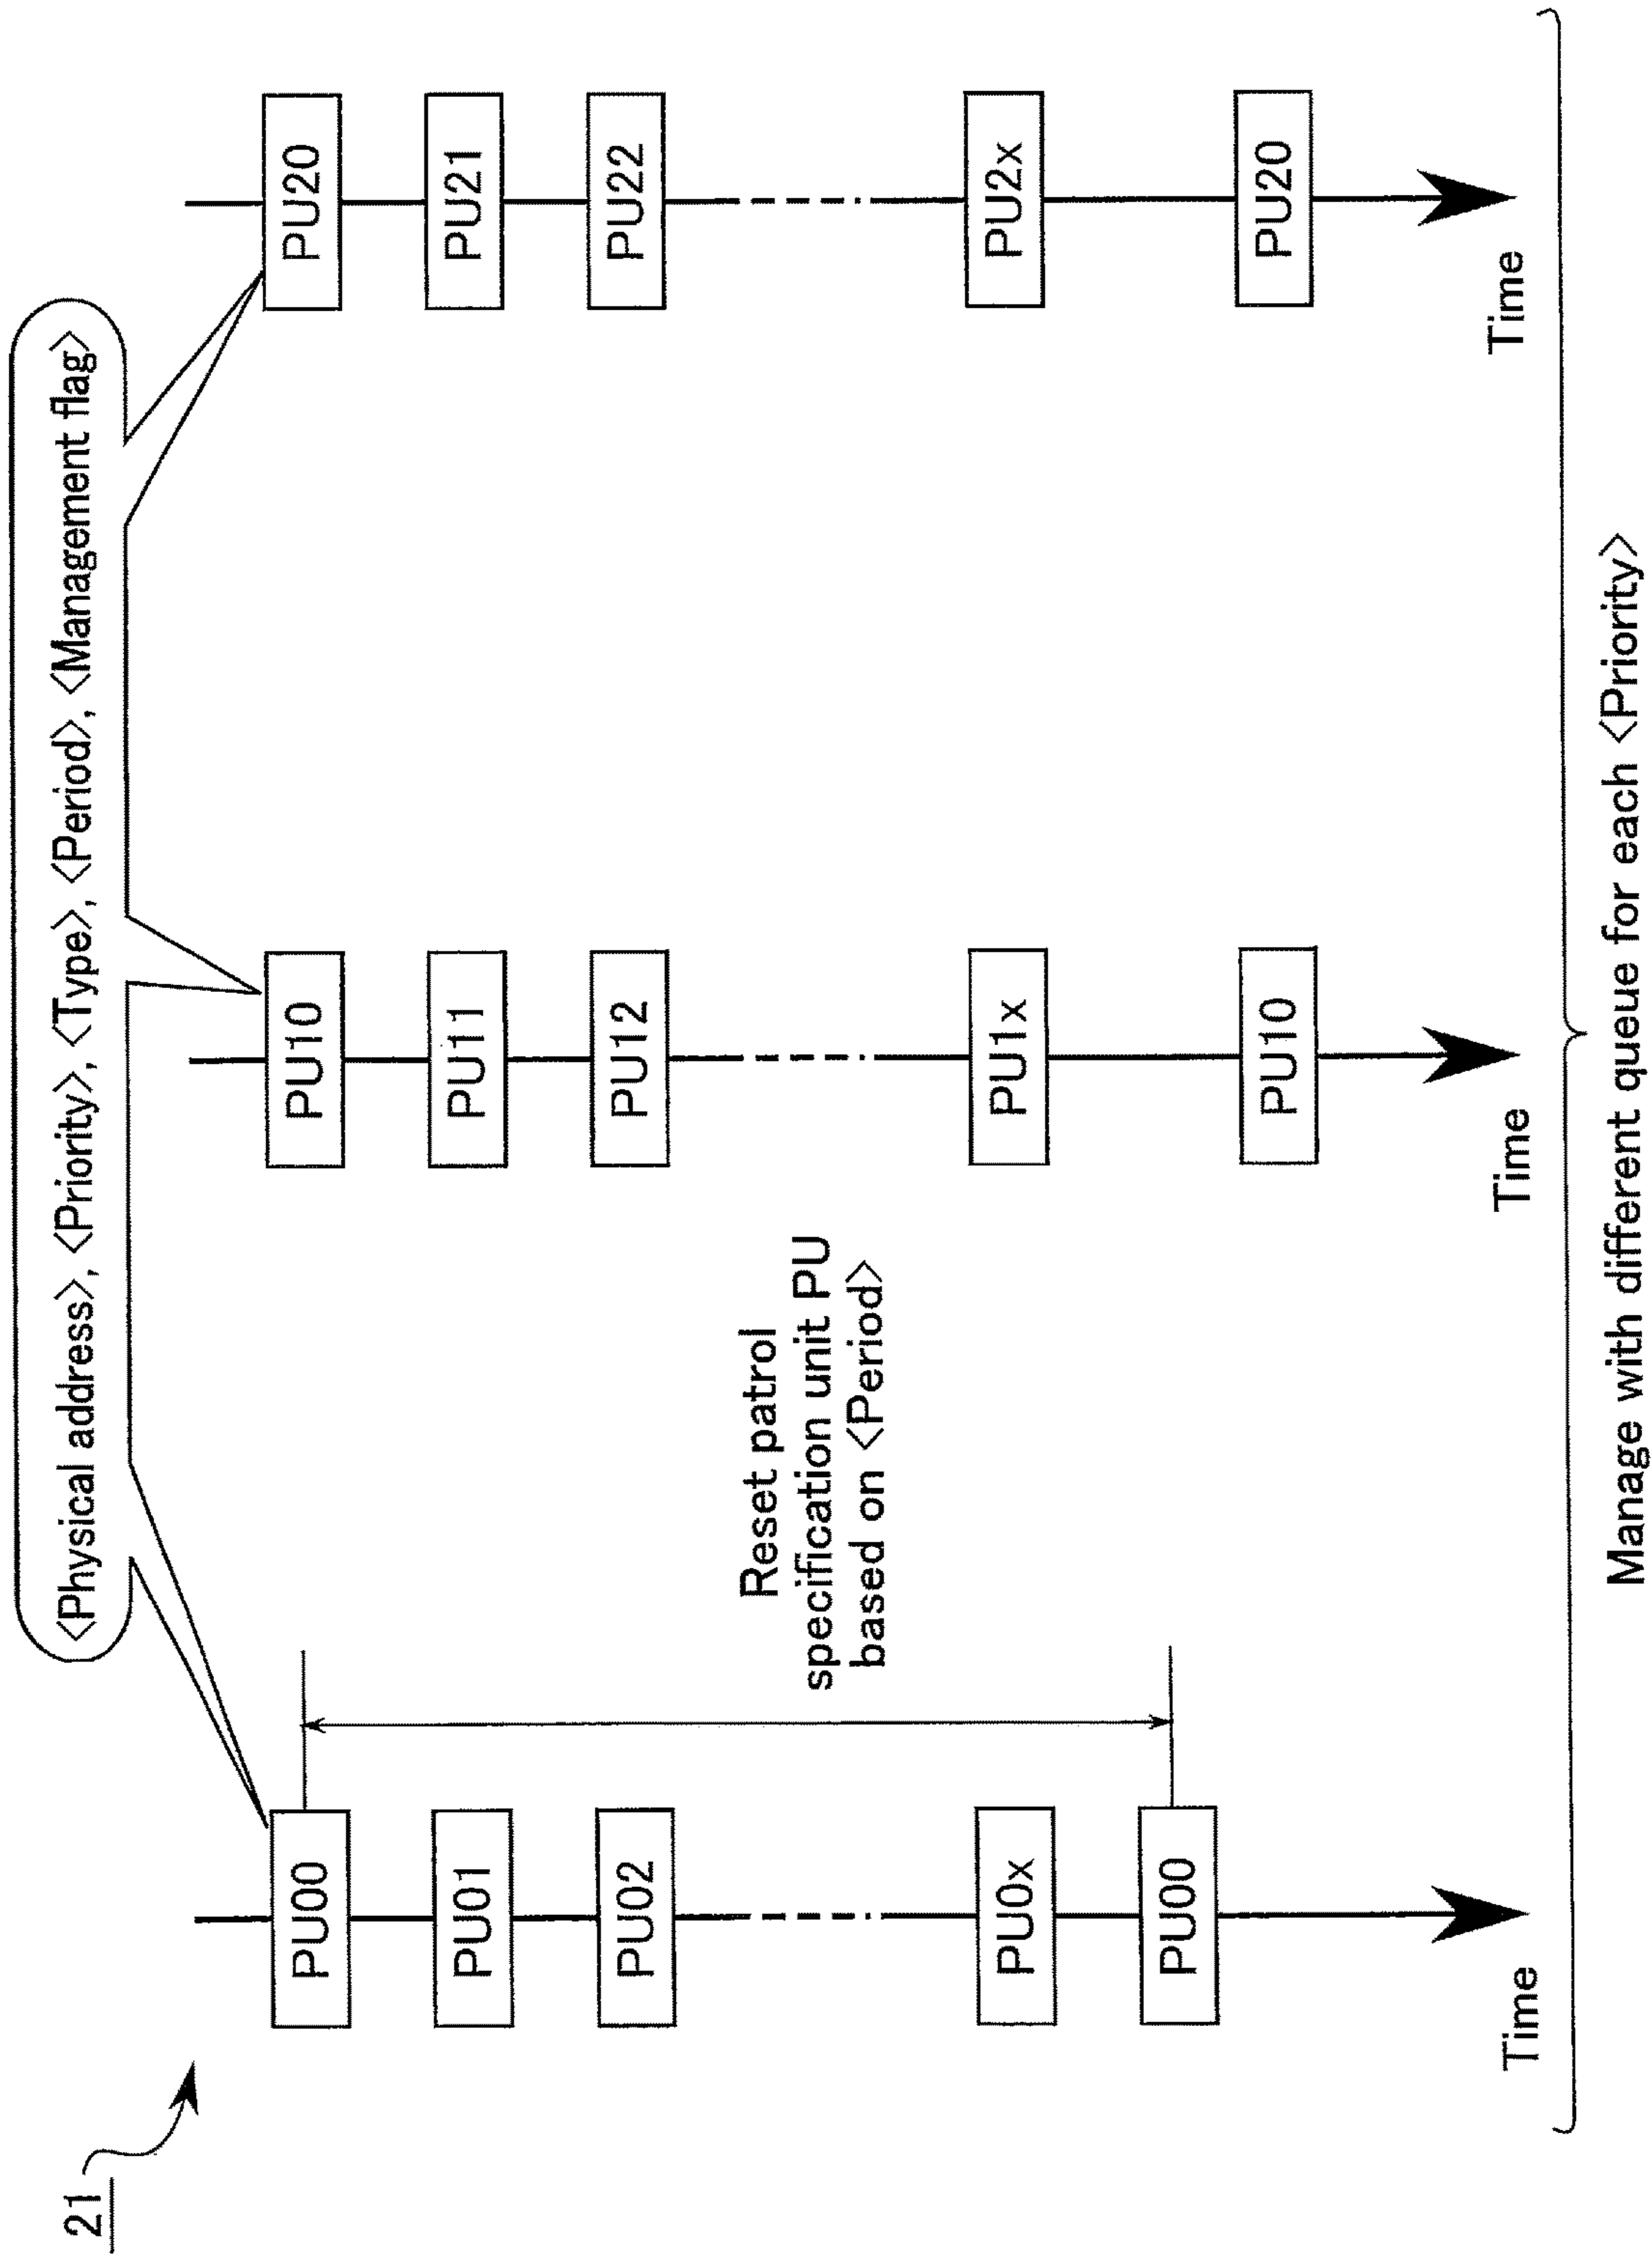 21
<Physical address>, <Priority>, <Type>, <Period>, <Management flag>
PU00
PU01
PU02
PU0x
PU00
Time
Reset patrol
specification unit PU
based on <Period>
PU10
PU11
PU12
PU1x
PU10
Time
PU20
PU21
PU22
PU2x
PU20
Time
Manage with different queue for each <Priority>